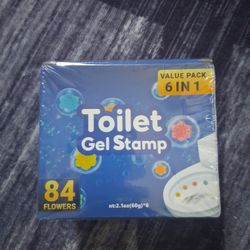 VALUE PACK
6 IN 1
Toilet
Gel Stamp
84
FLOWERS
nt:2.1oz(60g)*6